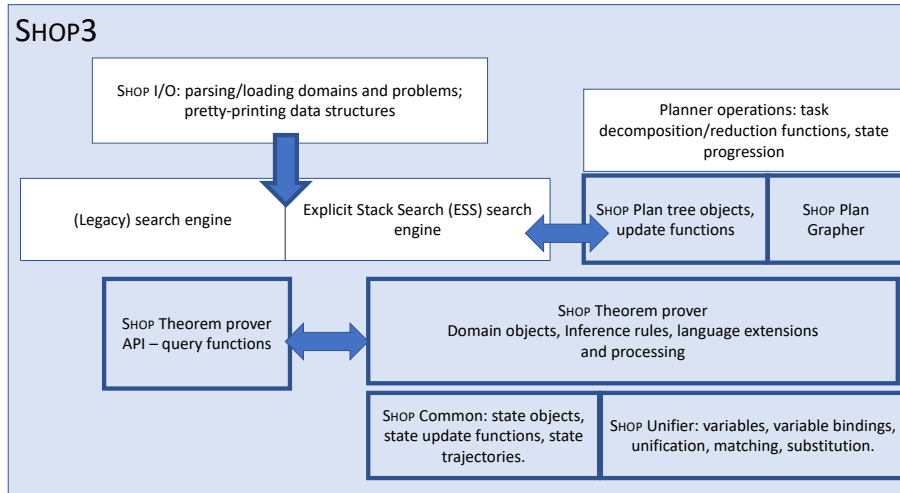 SHOP3
SHOP I/O: parsing/loading domains and problems;
pretty-printing data structures
Planner operations: task
decomposition/reduction functions, state
progression
(Legacy) search engine
Explicit Stack Search (ESS) search
engine
SHOP Plan tree objects,
update functions
SHOP Plan
Grapher
SHOP Theorem prover
API – query functions
SHOP Theorem prover
Domain objects, Inference rules, language extensions
and processing
SHOP Common: state objects,
state update functions, state
trajectories.
SHOP Unifier: variables, variable bindings,
unification, matching, substitution.